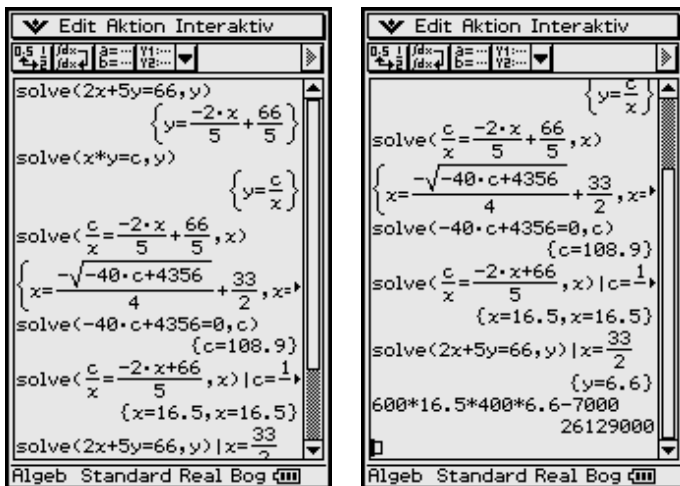 Edit Aktion Interaktiv
solve(2x+5y=66,y)
{y=-2·x/5+66/5}
solve(x*y=c,y)
{y=c/x}
solve(c/x=-2·x/5+66/5,x)
{x=-√(-40·c+4356)/4+33/2,x=
solve(-40·c+4356=0,c)
{c=108.9}
solve(c/x=-2·x+66/5,x)|c=1
{x=16.5,x=16.5}
solve(2x+5y=66,y)|x=33
Algeb Standard Real Bog
Edit Aktion Interaktiv
{y=c/x}
solve(c/x=-2·x/5+66/5,x)
{x=-√(-40·c+4356)/4+33/2,x=
solve(-40·c+4356=0,c)
{c=108.9}
solve(c/x=-2·x+66/5,x)|c=1
{x=16.5,x=16.5}
solve(2x+5y=66,y)|x=33/2
{y=6.6}
600*16.5*400*6.6-7000
26129000
Algeb Standard Real Bog